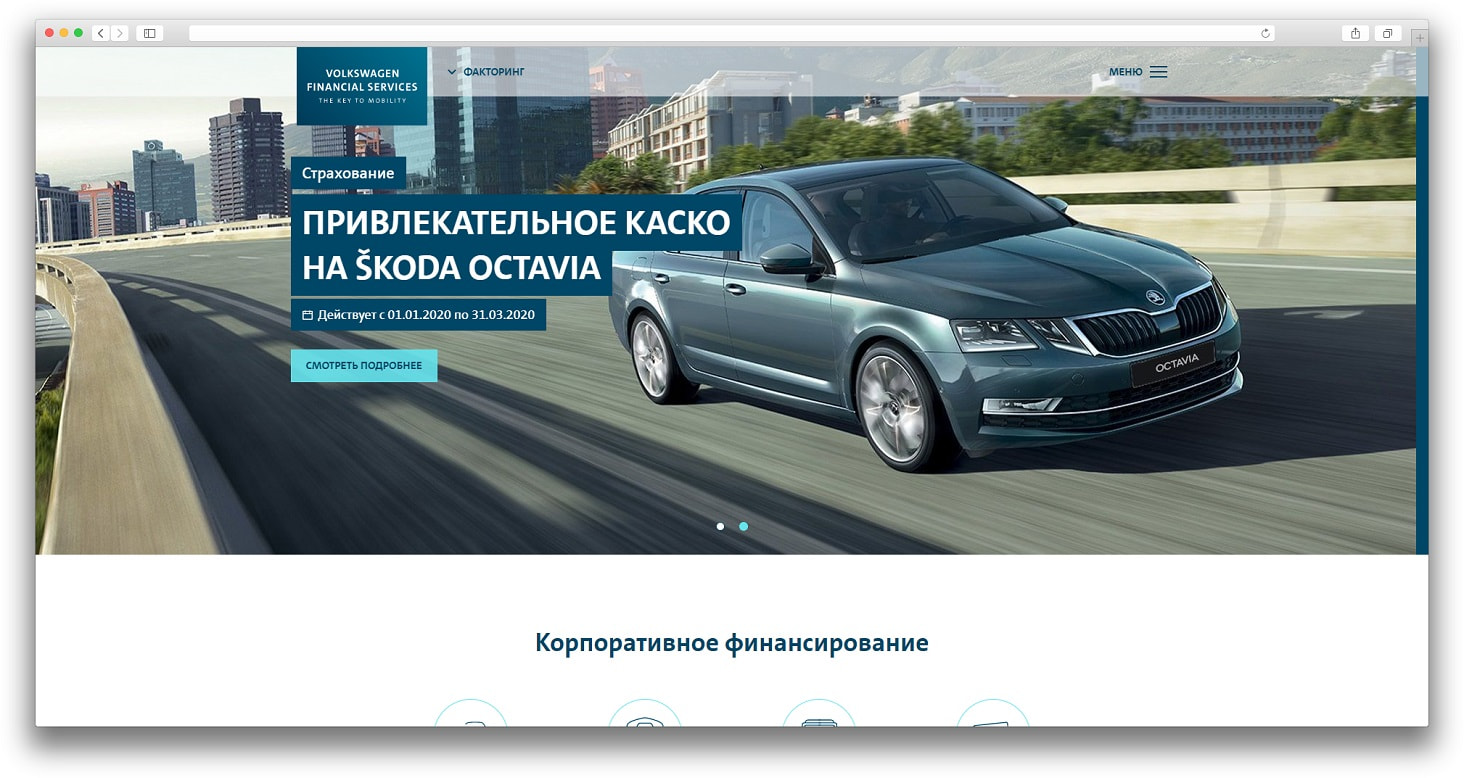 VOLKSWAGEN
FINANCIAL SERVICES
THE KEY TO MOBILITY
ФАКТОРИНГ
МЕНЮ
Страхование
ПРИВЛЕКАТЕЛЬНОЕ КАСКО
НА ŠKODA OCTAVIA
Действует с 01.01.2020 по 31.03.2020
СМОТРЕТЬ ПОДРОБНЕЕ
OCTAVIA
Корпоративное финансирование